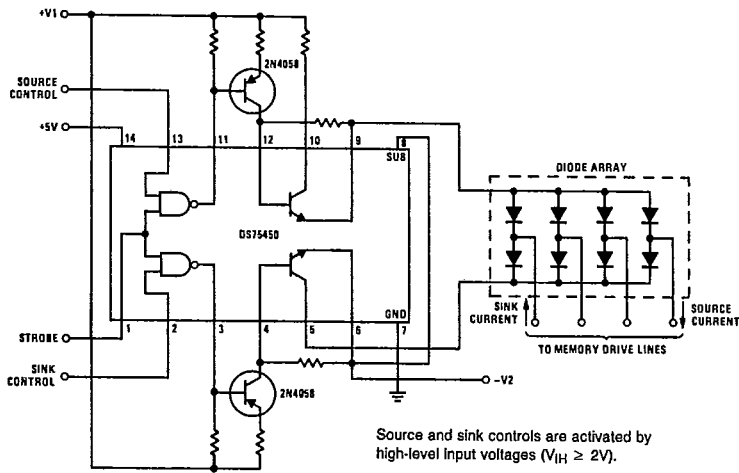 +V1
2N4058
SOURCE
CONTROL
+5V
14
13
11
12
10
9
8
SUB
DIODE ARRAY
DS75450
GND
1
2
3
4
5
6
7
SINK
CURRENT
SOURCE
CURRENT
STROBE
TO MEMORY DRIVE LINES
SINK
CONTROL
2N4058
–V2
Source and sink controls are activated by
high-level input voltages (VIH ≥ 2V).